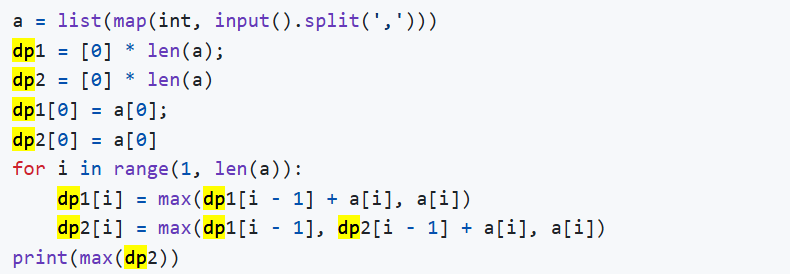 a = list(map(int, input().split(',')))
dp1 = [0] * len(a);
dp2 = [0] * len(a)
dp1[0] = a[0];
dp2[0] = a[0]
for i in range(1, len(a)):
    dp1[i] = max(dp1[i - 1] + a[i], a[i])
    dp2[i] = max(dp1[i - 1], dp2[i - 1] + a[i], a[i])
print(max(dp2))